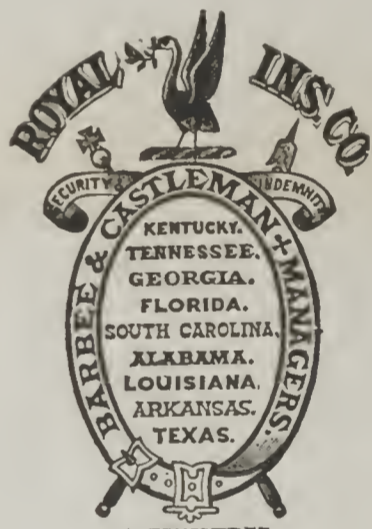 ROYAL INS. CO.
SECURITY INDEMNITY
BARBEE & CASTLEMAN + MANAGERS.
KENTUCKY.
TENNESSEE.
GEORGIA.
FLORIDA.
SOUTH CAROLINA.
ALABAMA.
LOUISIANA.
ARKANSAS.
TEXAS.